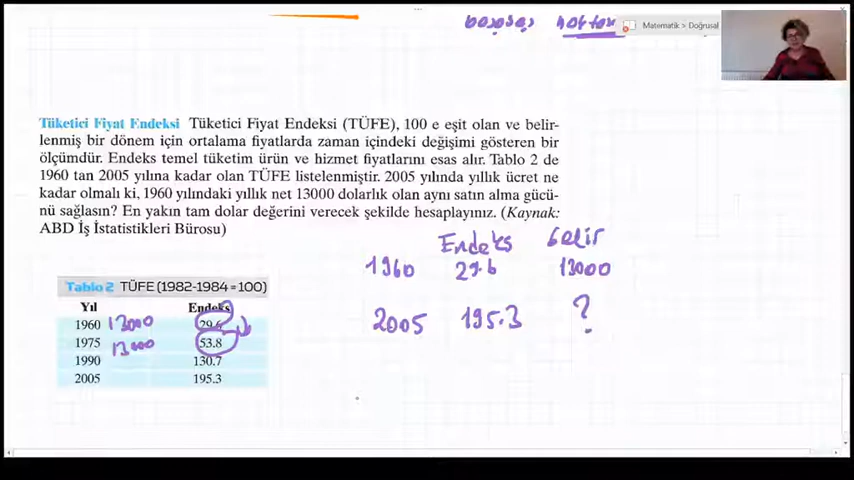 başabaş noktası
Matematik > Doğrusal
Tüketici Fiyat Endeksi Tüketici Fiyat Endeksi (TÜFE), 100 e eşit olan ve belir-
lenmiş bir dönem için ortalama fiyatlarda zaman içindeki değişimi gösteren bir
ölçümdür. Endeks temel tüketim ürün ve hizmet fiyatlarını esas alır. Tablo 2 de
1960 tan 2005 yılına kadar olan TÜFE listelenmiştir. 2005 yılında yıllık ücret ne
kadar olmalı ki, 1960 yılındaki yıllık net 13000 dolarlık olan aynı satın alma gücü-
nü sağlasın? En yakın tam dolar değerini verecek şekilde hesaplayınız. (Kaynak:
ABD İş İstatistikleri Bürosu)
Endeks Gelir
1960 29.6 13000
2005 195.3 ?
Tablo 2 TÜFE (1982-1984 = 100)
Yıl Endeks
1960 13000 29.6
1975 13000 53.8
1990 130.7
2005 195.3